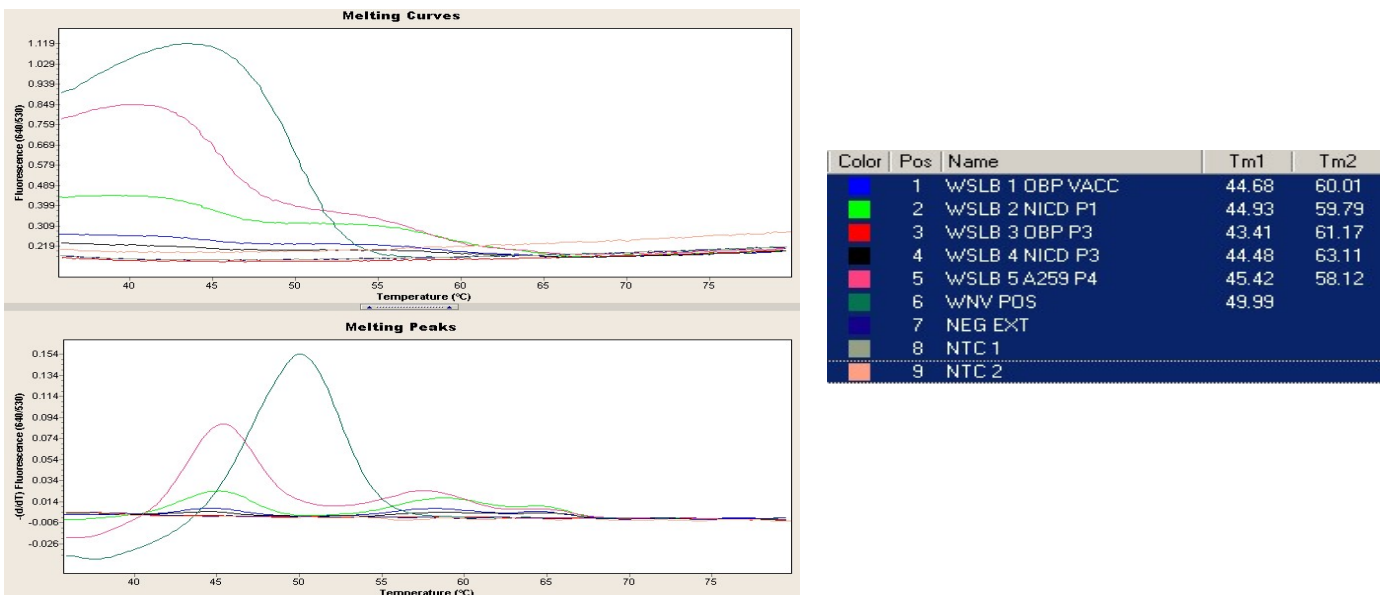 Melting Curves
1.119
1.029
0.939
0.849
0.759
0.669
0.579
0.489
0.399
0.309
0.219
Fluorescence (640/530)
40 45 50 55 60 65 70 75
Temperature (°C)
Melting Peaks
0.154
0.134
0.114
0.094
0.074
0.054
0.034
0.014
-0.006
-0.026
-(d/dT) Fluorescence (640/530)
40 45 50 55 60 65 70 75
Temperature (°C)
Color Pos Name Tm1 Tm2
1 WSLB 1 OBP VACC 44.68 60.01
2 WSLB 2 NICD P1 44.93 59.79
3 WSLB 3 OBP P3 43.41 61.17
4 WSLB 4 NICD P3 44.48 63.11
5 WSLB 5 A259 P4 45.42 58.12
6 WNV POS 49.99
7 NEG EXT
8 NTC 1
9 NTC 2